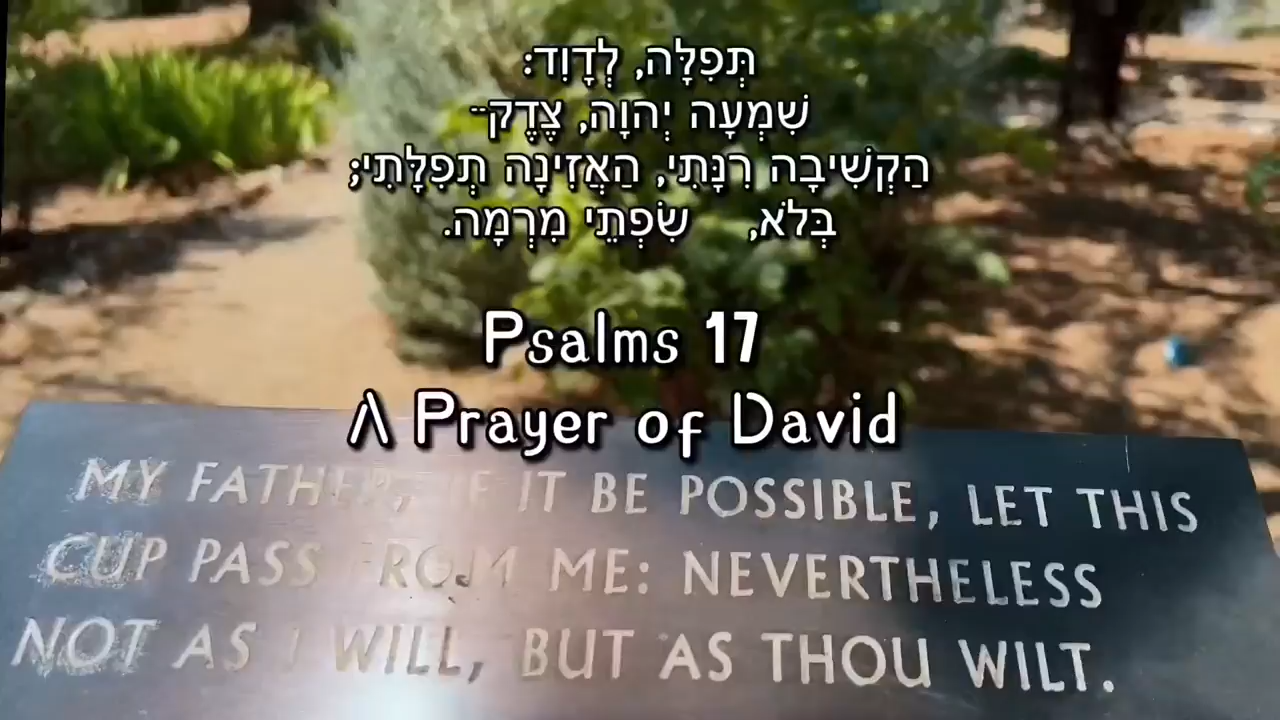 תְּפִלָּה, לְדָוִד:
שִׁמְעָה יְהוָה, צֶדֶק--
הַקְשִׁיבָה רִנָּתִי, הַאֲזִינָה תְפִלָּתִי;
בְּלֹא, שִׂפְתֵי מִרְמָה.
Psalms 17
A Prayer of David
MY FATHER, IF IT BE POSSIBLE, LET THIS
CUP PASS FROM ME: NEVERTHELESS
NOT AS I WILL, BUT AS THOU WILT.